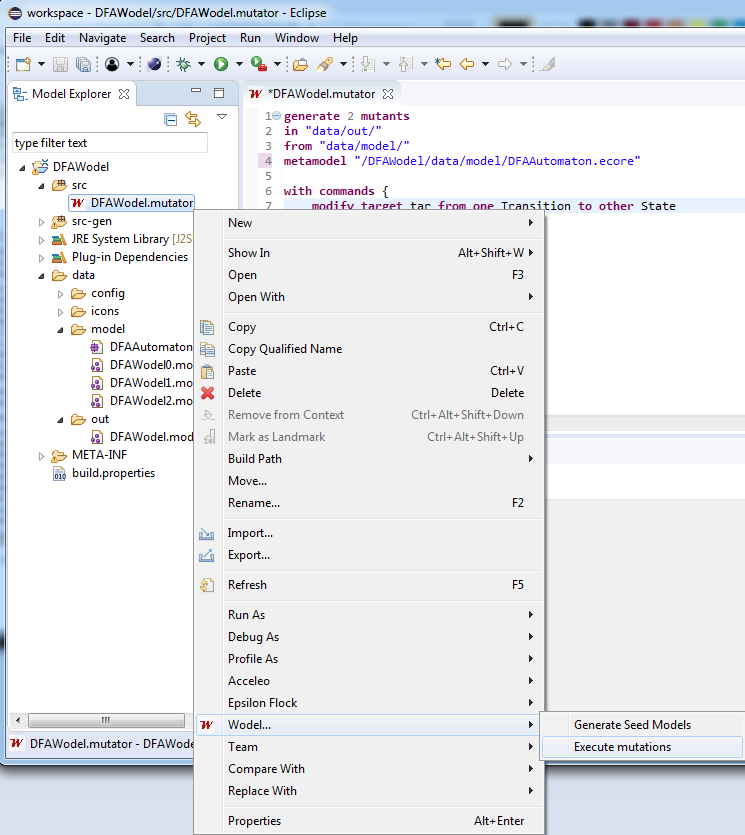 workspace - DFAWodel/src/DFAWodel.mutator - Eclipse
File Edit Navigate Search Project Run Window Help
Model Explorer
*DFAWodel.mutator
type filter text
DFAWodel
src
DFAWodel.mutator
src-gen
JRE System Library [J2S
Plug-in Dependencies
data
config
icons
model
DFAAutomaton
DFAWodel0.mo
DFAWodel1.mo
DFAWodel2.mo
out
DFAWodel.mod
META-INF
build.properties
DFAWodel.mutator - DFAWode
1 generate 2 mutants
2 in "data/out/"
3 from "data/model/"
4 metamodel "/DFAWodel/data/model/DFAAutomaton.ecore"
5
6 with commands {
7 modify target tar from one Transition to other State
New
Show In Alt+Shift+W
Open F3
Open With
Copy Ctrl+C
Copy Qualified Name
Paste Ctrl+V
Delete Delete
Remove from Context Ctrl+Alt+Shift+Down
Mark as Landmark Ctrl+Alt+Shift+Up
Build Path
Move...
Rename... F2
Import...
Export...
Refresh F5
Run As
Debug As
Profile As
Acceleo
Epsilon Flock
Wodel...
Team
Compare With
Replace With
Properties Alt+Enter
Generate Seed Models
Execute mutations